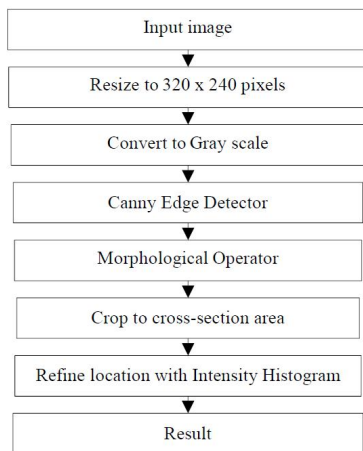 Input image
Resize to 320 x 240 pixels
Convert to Gray scale
Canny Edge Detector
Morphological Operator
Crop to cross-section area
Refine location with Intensity Histogram
Result